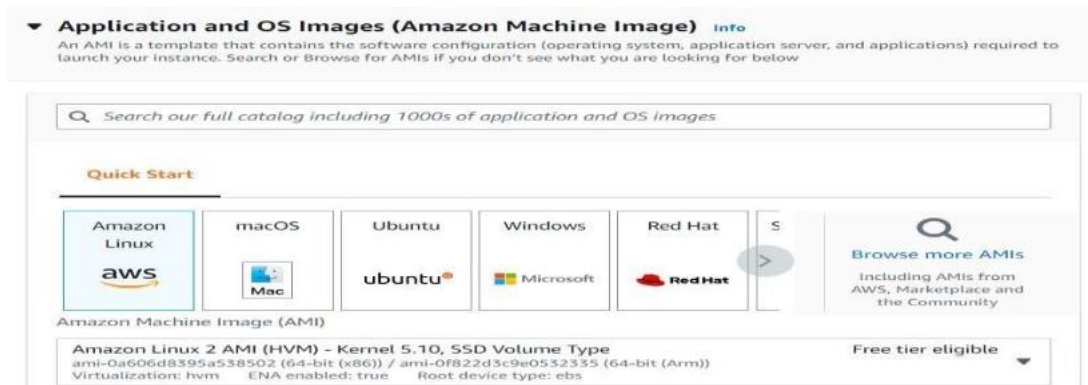 Application and OS Images (Amazon Machine Image) Info
An AMI is a template that contains the software configuration (operating system, application server, and applications) required to
launch your instance. Search or Browse for AMIs if you don't see what you are looking for below
Search our full catalog including 1000s of application and OS images
Quick Start
Amazon
Linux
aws
macOS
Mac
Ubuntu
ubuntu®
Windows
Microsoft
Red Hat
Red Hat
S
Browse more AMIs
Including AMIs from
AWS, Marketplace and
the Community
Amazon Machine Image (AMI)
Amazon Linux 2 AMI (HVM) - Kernel 5.10, SSD Volume Type
Free tier eligible
ami-0a606d8395a538502 (64-bit (x86)) / ami-0f822d3c9e0532335 (64-bit (Arm))
Virtualization: hvm ENA enabled: true Root device type: ebs